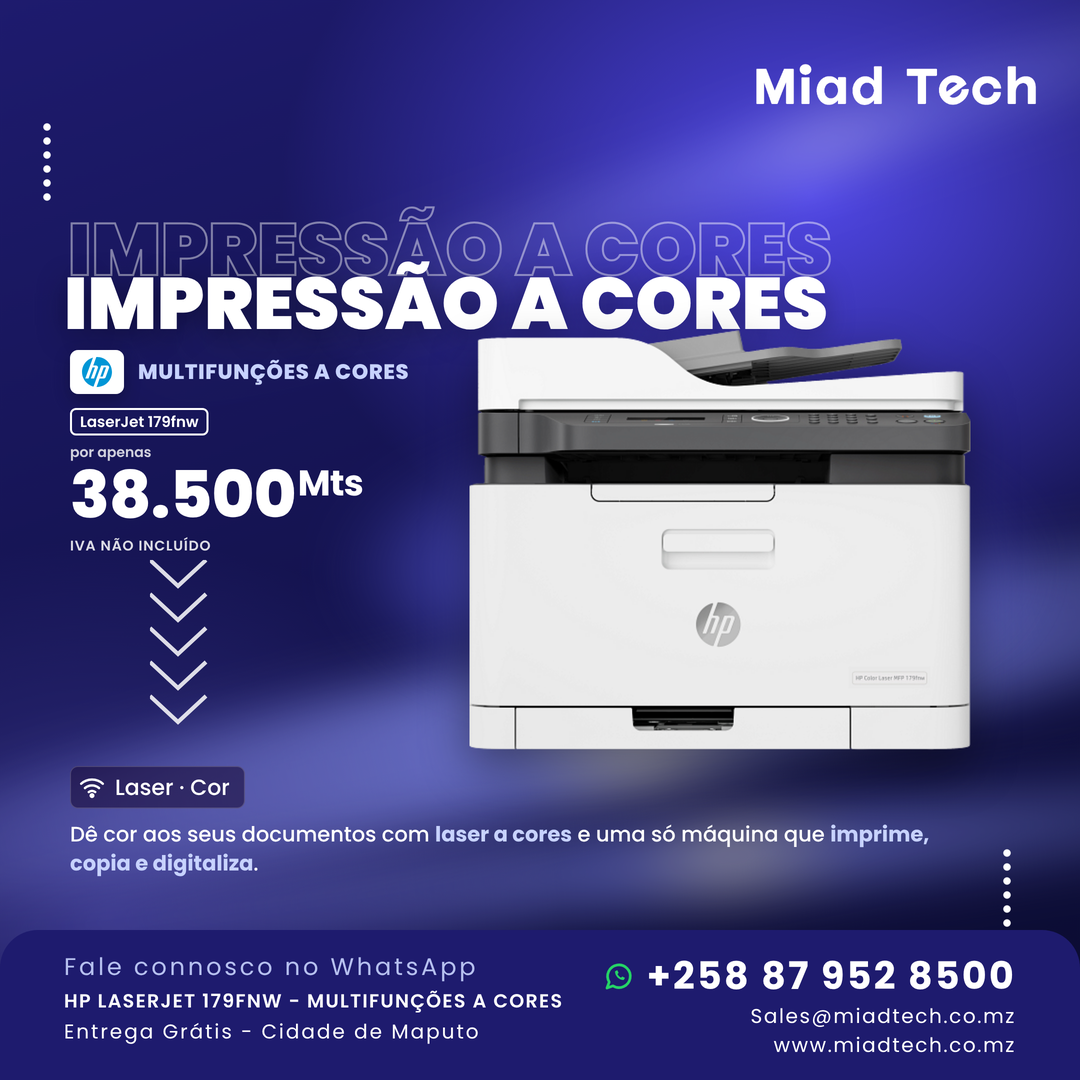 Miad Tech
IMPRESSÃO A CORES
IMPRESSÃO A CORES
hp MULTIFUNÇÕES A CORES
LaserJet 179fnw
por apenas
38.500Mts
IVA NÃO INCLUÍDO
hp
HP Color Laser MFP 179fnw
Laser · Cor
Dê cor aos seus documentos com laser a cores e uma só máquina que imprime,
copia e digitaliza.
Fale connosco no WhatsApp
HP LASERJET 179FNW - MULTIFUNÇÕES A CORES
Entrega Grátis - Cidade de Maputo
+258 87 952 8500
Sales@miadtech.co.mz
www.miadtech.co.mz